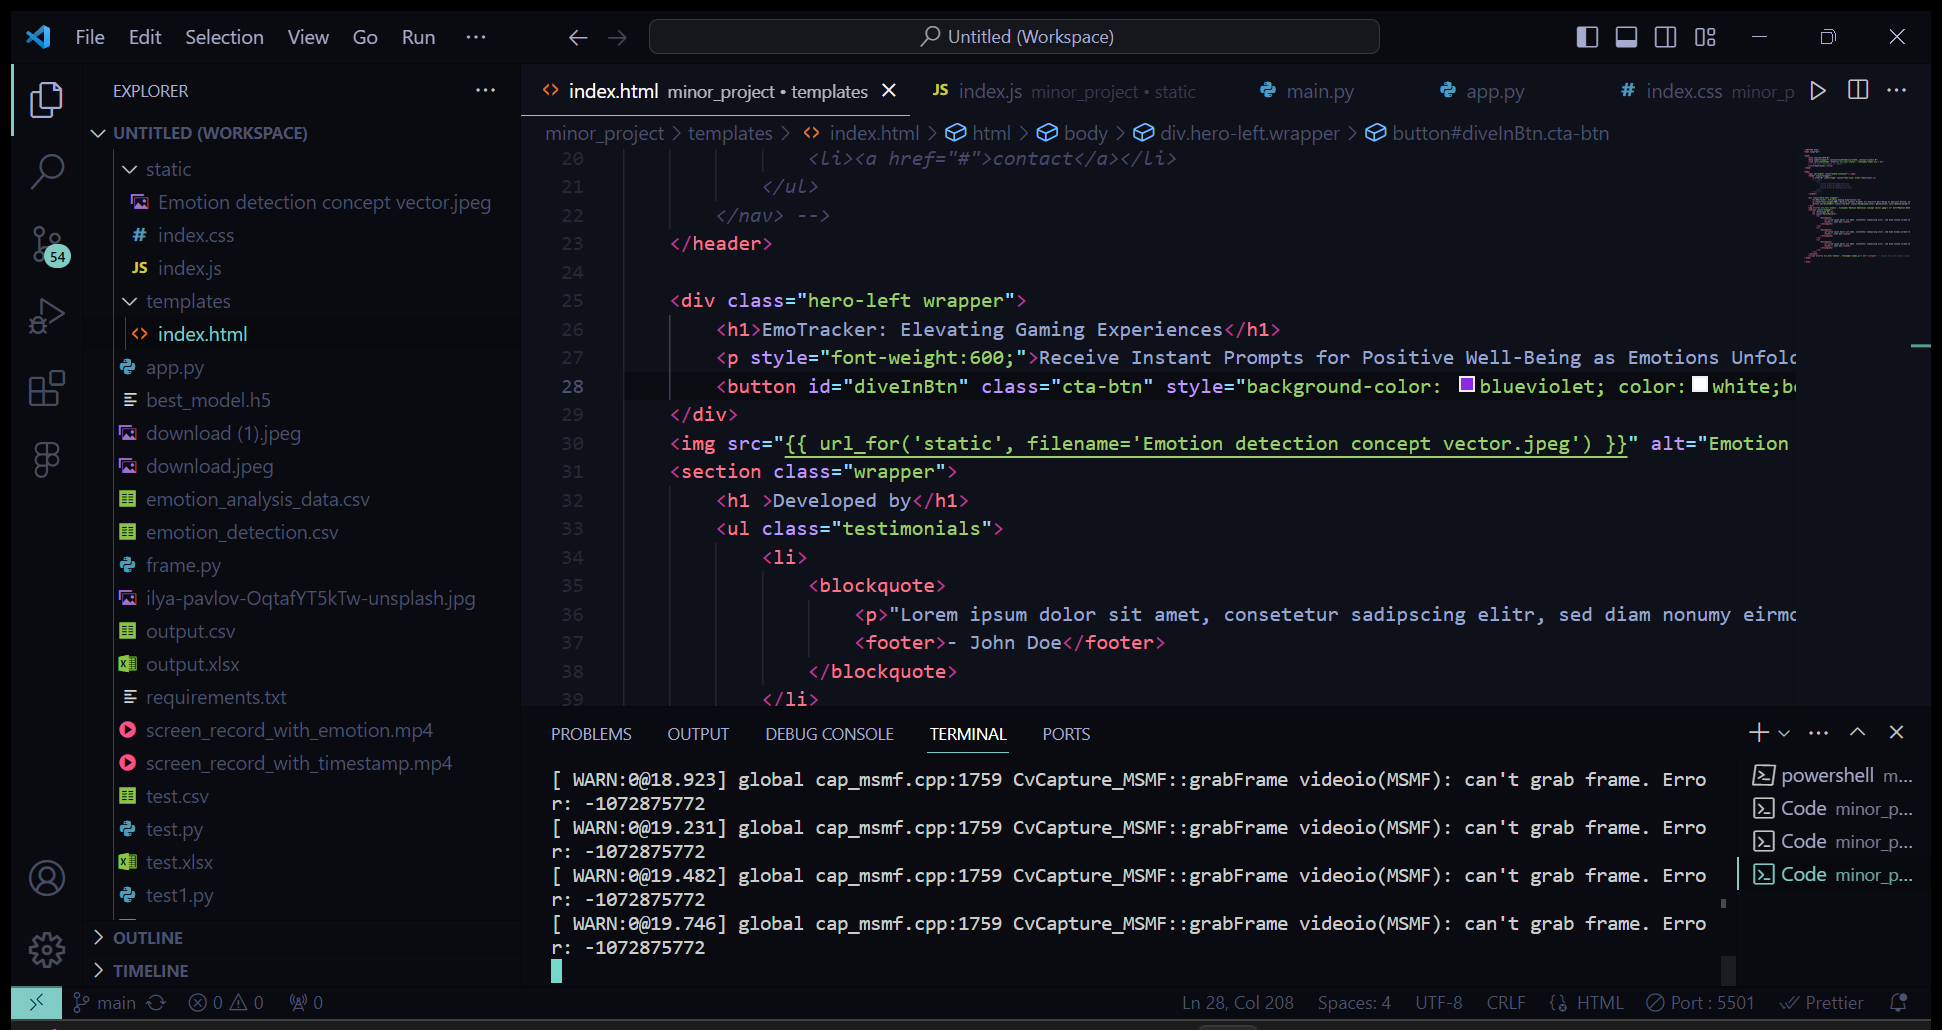 File Edit Selection View Go Run ···
Untitled (Workspace)
EXPLORER
UNTITLED (WORKSPACE)
static
Emotion detection concept vector.jpeg
# index.css
JS index.js
templates
<> index.html
app.py
best_model.h5
download (1).jpeg
download.jpeg
emotion_analysis_data.csv
emotion_detection.csv
frame.py
ilya-pavlov-OqtafYT5kTw-unsplash.jpg
output.csv
output.xlsx
requirements.txt
screen_record_with_emotion.mp4
screen_record_with_timestamp.mp4
test.csv
test.py
test.xlsx
test1.py
OUTLINE
TIMELINE
54
<> index.html minor_project • templates
JS index.js minor_project • static
main.py
app.py
# index.css minor_p
minor_project > templates > <> index.html > html > body > div.hero-left.wrapper > button#diveInBtn.cta-btn
20 <li><a href="#">contact</a></li>
21 </ul>
22 </nav> -->
23 </header>
24
25 <div class="hero-left wrapper">
26 <h1>EmoTracker: Elevating Gaming Experiences</h1>
27 <p style="font-weight:600;">Receive Instant Prompts for Positive Well-Being as Emotions Unfol
28 <button id="diveInBtn" class="cta-btn" style="background-color: blueviolet; color: white;b
29 </div>
30 <img src="{{ url_for('static', filename='Emotion detection concept vector.jpeg') }}" alt="Emotion
31 <section class="wrapper">
32 <h1 >Developed by</h1>
33 <ul class="testimonials">
34 <li>
35 <blockquote>
36 <p>"Lorem ipsum dolor sit amet, consetetur sadipscing elitr, sed diam nonumy eirm
37 <footer>- John Doe</footer>
38 </blockquote>
39 </li>
PROBLEMS OUTPUT DEBUG CONSOLE TERMINAL PORTS
[ WARN:0@18.923] global cap_msmf.cpp:1759 CvCapture_MSMF::grabFrame videoio(MSMF): can't grab frame. Erro
r: -1072875772
[ WARN:0@19.231] global cap_msmf.cpp:1759 CvCapture_MSMF::grabFrame videoio(MSMF): can't grab frame. Erro
r: -1072875772
[ WARN:0@19.482] global cap_msmf.cpp:1759 CvCapture_MSMF::grabFrame videoio(MSMF): can't grab frame. Erro
r: -1072875772
[ WARN:0@19.746] global cap_msmf.cpp:1759 CvCapture_MSMF::grabFrame videoio(MSMF): can't grab frame. Erro
r: -1072875772
powershell m...
Code minor_p...
Code minor_p...
Code minor_p...
main 0 0 0 Ln 28, Col 208 Spaces: 4 UTF-8 CRLF HTML Port : 5501 Prettier